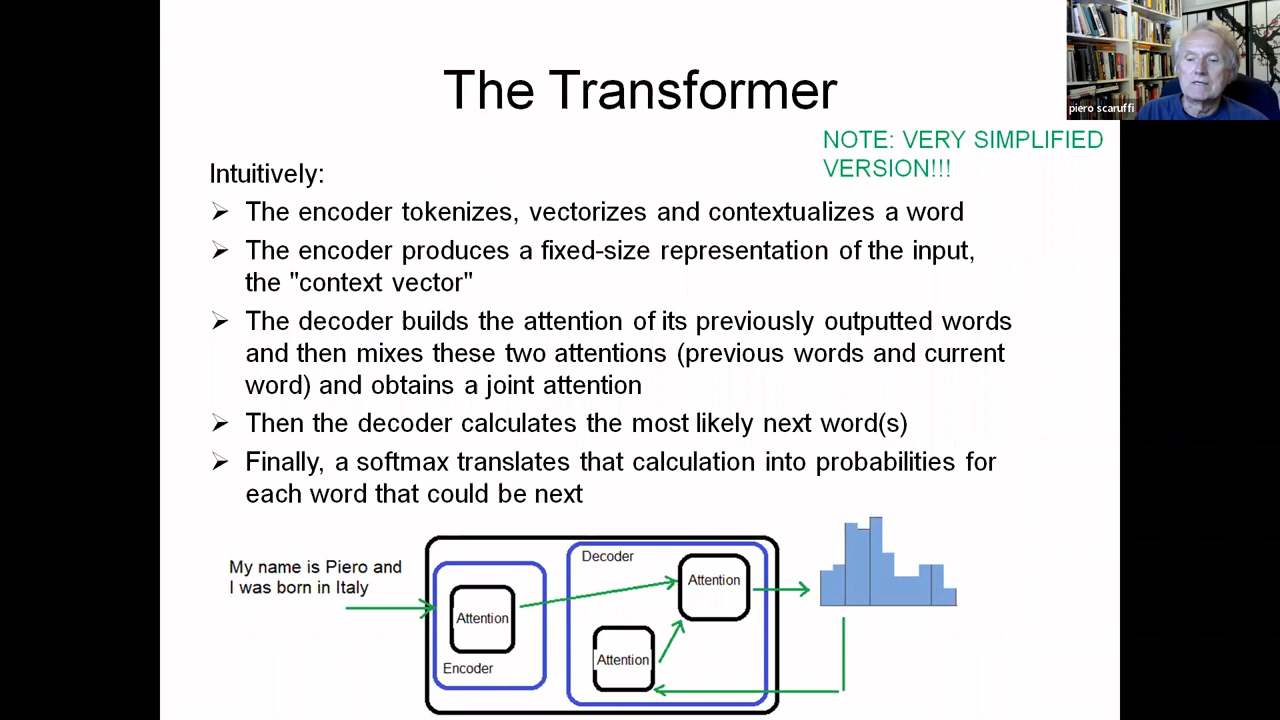 The Transformer
piero scaruffi
NOTE: VERY SIMPLIFIED
VERSION!!!
Intuitively:
➢ The encoder tokenizes, vectorizes and contextualizes a word
➢ The encoder produces a fixed-size representation of the input,
the "context vector"
➢ The decoder builds the attention of its previously outputted words
and then mixes these two attentions (previous words and current
word) and obtains a joint attention
➢ Then the decoder calculates the most likely next word(s)
➢ Finally, a softmax translates that calculation into probabilities for
each word that could be next
My name is Piero and
I was born in Italy
Attention
Encoder
Decoder
Attention
Attention